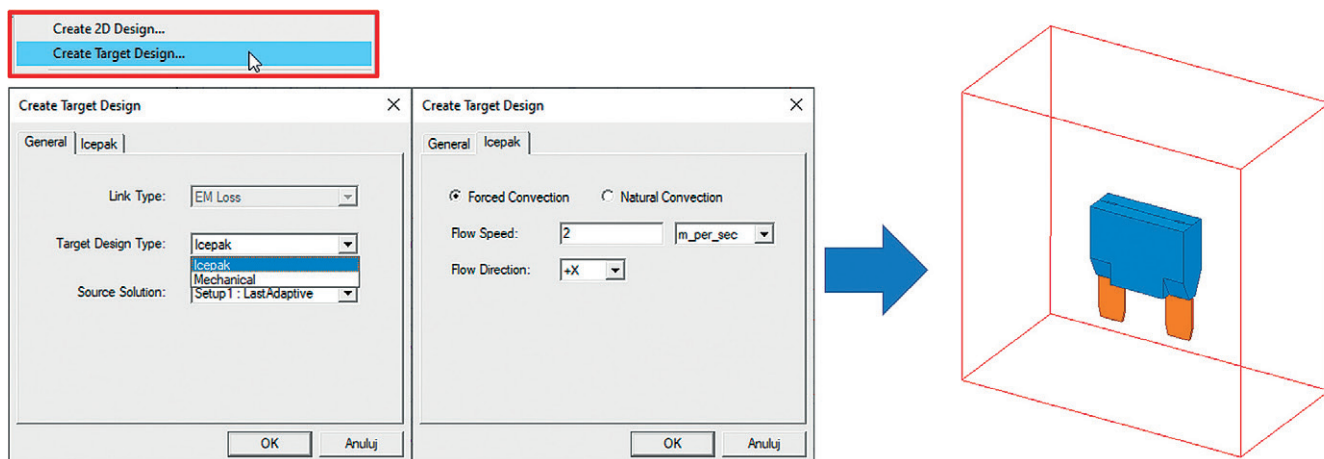 Create 2D Design...
Create Target Design...
Create Target Design
General
Icepak
Link Type:
EM Loss
Target Design Type:
Icepak
Icepak
Mechanical
Source Solution:
Setup1 : LastAdaptive
OK
Anuluj
Create Target Design
General
Icepak
Forced Convection
Natural Convection
Flow Speed:
2
m_per_sec
Flow Direction:
+X
OK
Anuluj